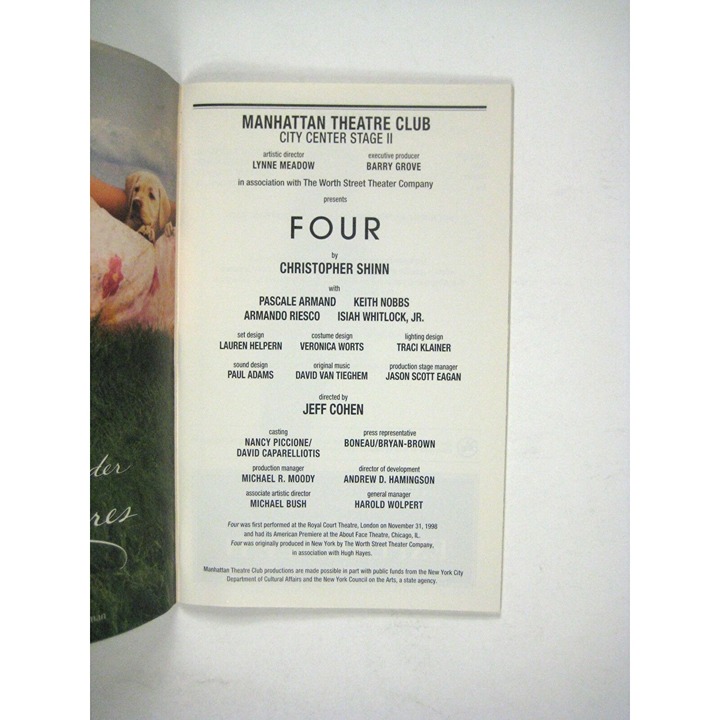 MANHATTAN THEATRE CLUB
CITY CENTER STAGE II
artistic director executive producer
LYNNE MEADOW BARRY GROVE
in association with The Worth Street Theater Company
presents
FOUR
by
CHRISTOPHER SHINN
with
PASCALE ARMAND KEITH NOBBS
ARMANDO RIESCO ISIAH WHITLOCK, JR.
set design costume design lighting design
LAUREN HELPERN VERONICA WORTS TRACI KLAINER
sound design original music production stage manager
PAUL ADAMS DAVID VAN TIEGHEM JASON SCOTT EAGAN
directed by
JEFF COHEN
casting press representative
NANCY PICCIONE/ BONEAU/BRYAN-BROWN
DAVID CAPARELLIOTIS
production manager director of development
MICHAEL R. MOODY ANDREW D. HAMINGSON
associate artistic director general manager
MICHAEL BUSH HAROLD WOLPERT
Four was first performed at the Royal Court Theatre, London on November 31, 1998
and had its American Premiere at the About Face Theatre, Chicago, IL.
Four was originally produced in New York by The Worth Street Theater Company,
in association with Hugh Hayes.
Manhattan Theatre Club productions are made possible in part with public funds from the New York City
Department of Cultural Affairs and the New York Council on the Arts, a state agency.